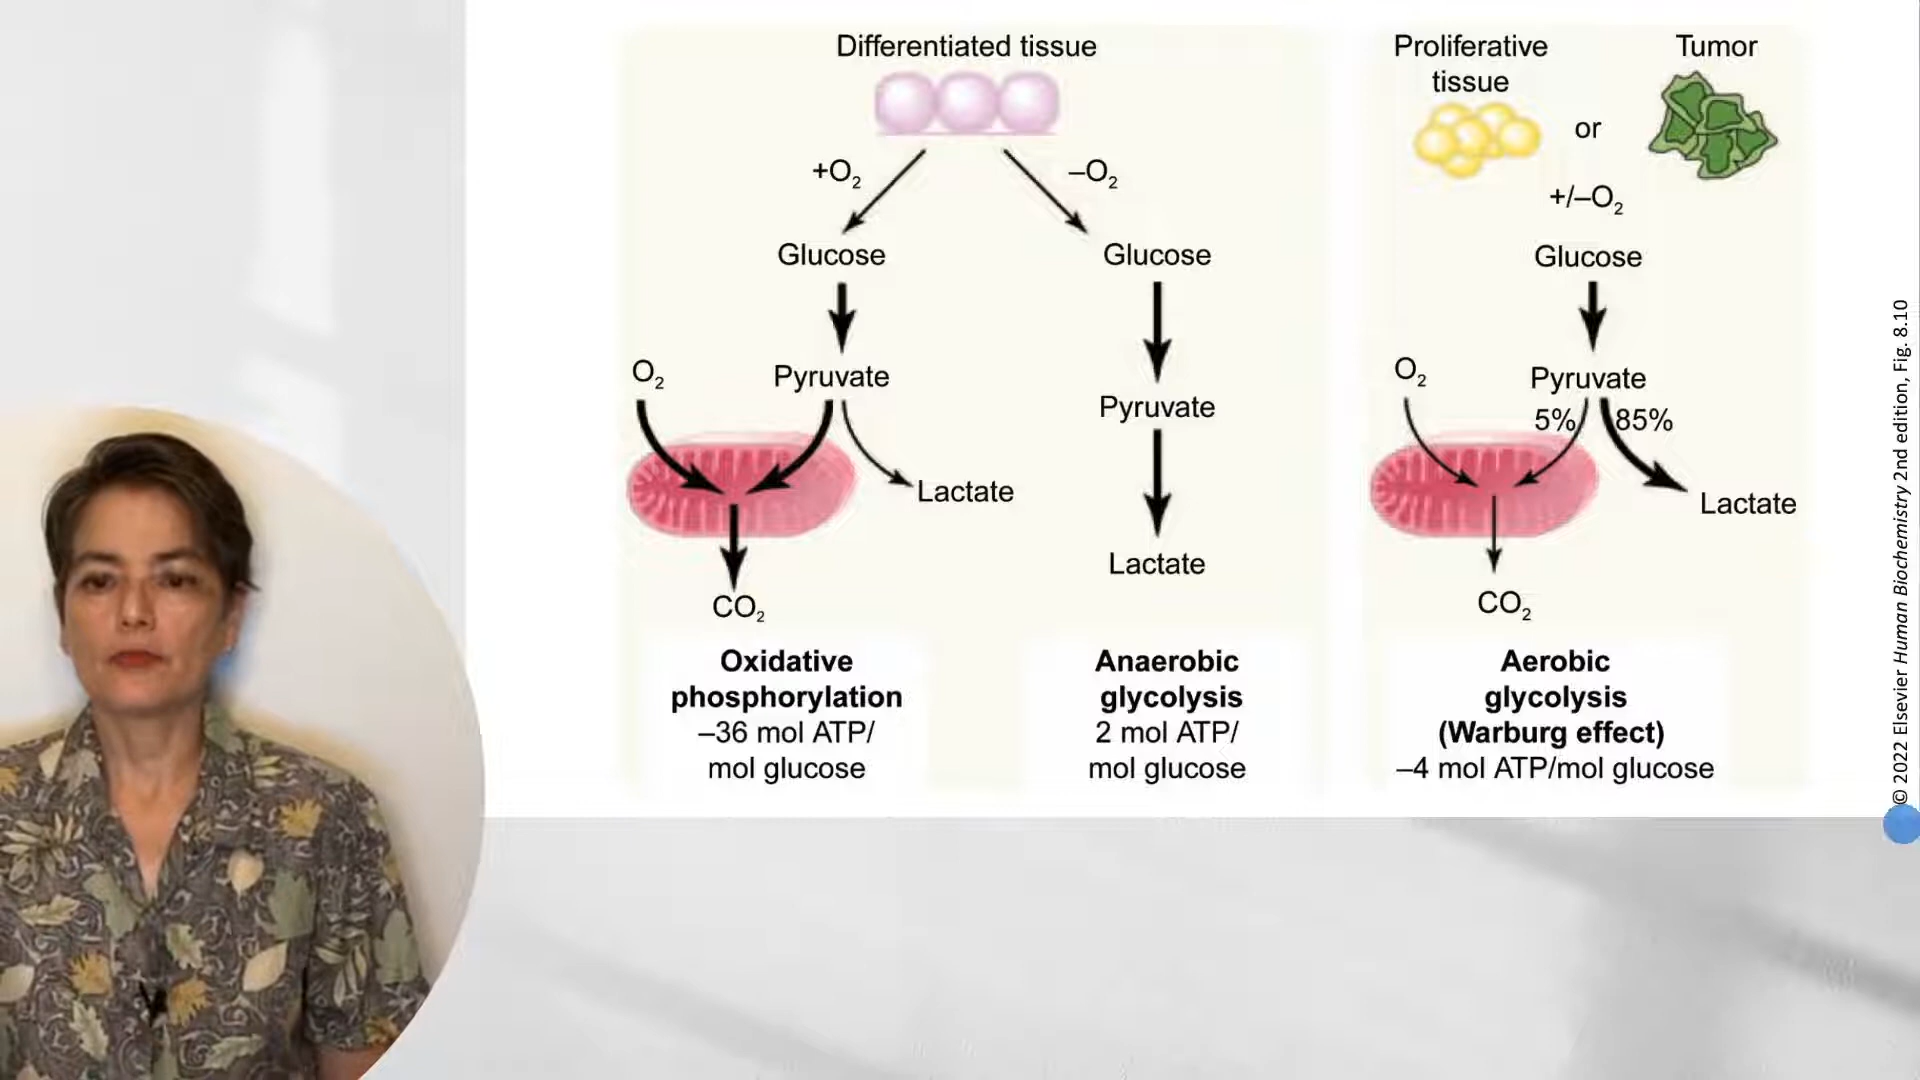 Differentiated tissue
+O₂
–O₂
Glucose
Glucose
O₂
Pyruvate
Pyruvate
Lactate
Lactate
CO₂
Oxidative
phosphorylation
–36 mol ATP/
mol glucose
Anaerobic
glycolysis
2 mol ATP/
mol glucose
Proliferative
tissue
or
Tumor
+/–O₂
Glucose
O₂
Pyruvate
5%
85%
Lactate
CO₂
Aerobic
glycolysis
(Warburg effect)
–4 mol ATP/mol glucose
© 2022 Elsevier Human Biochemistry 2nd edition, Fig. 8.10